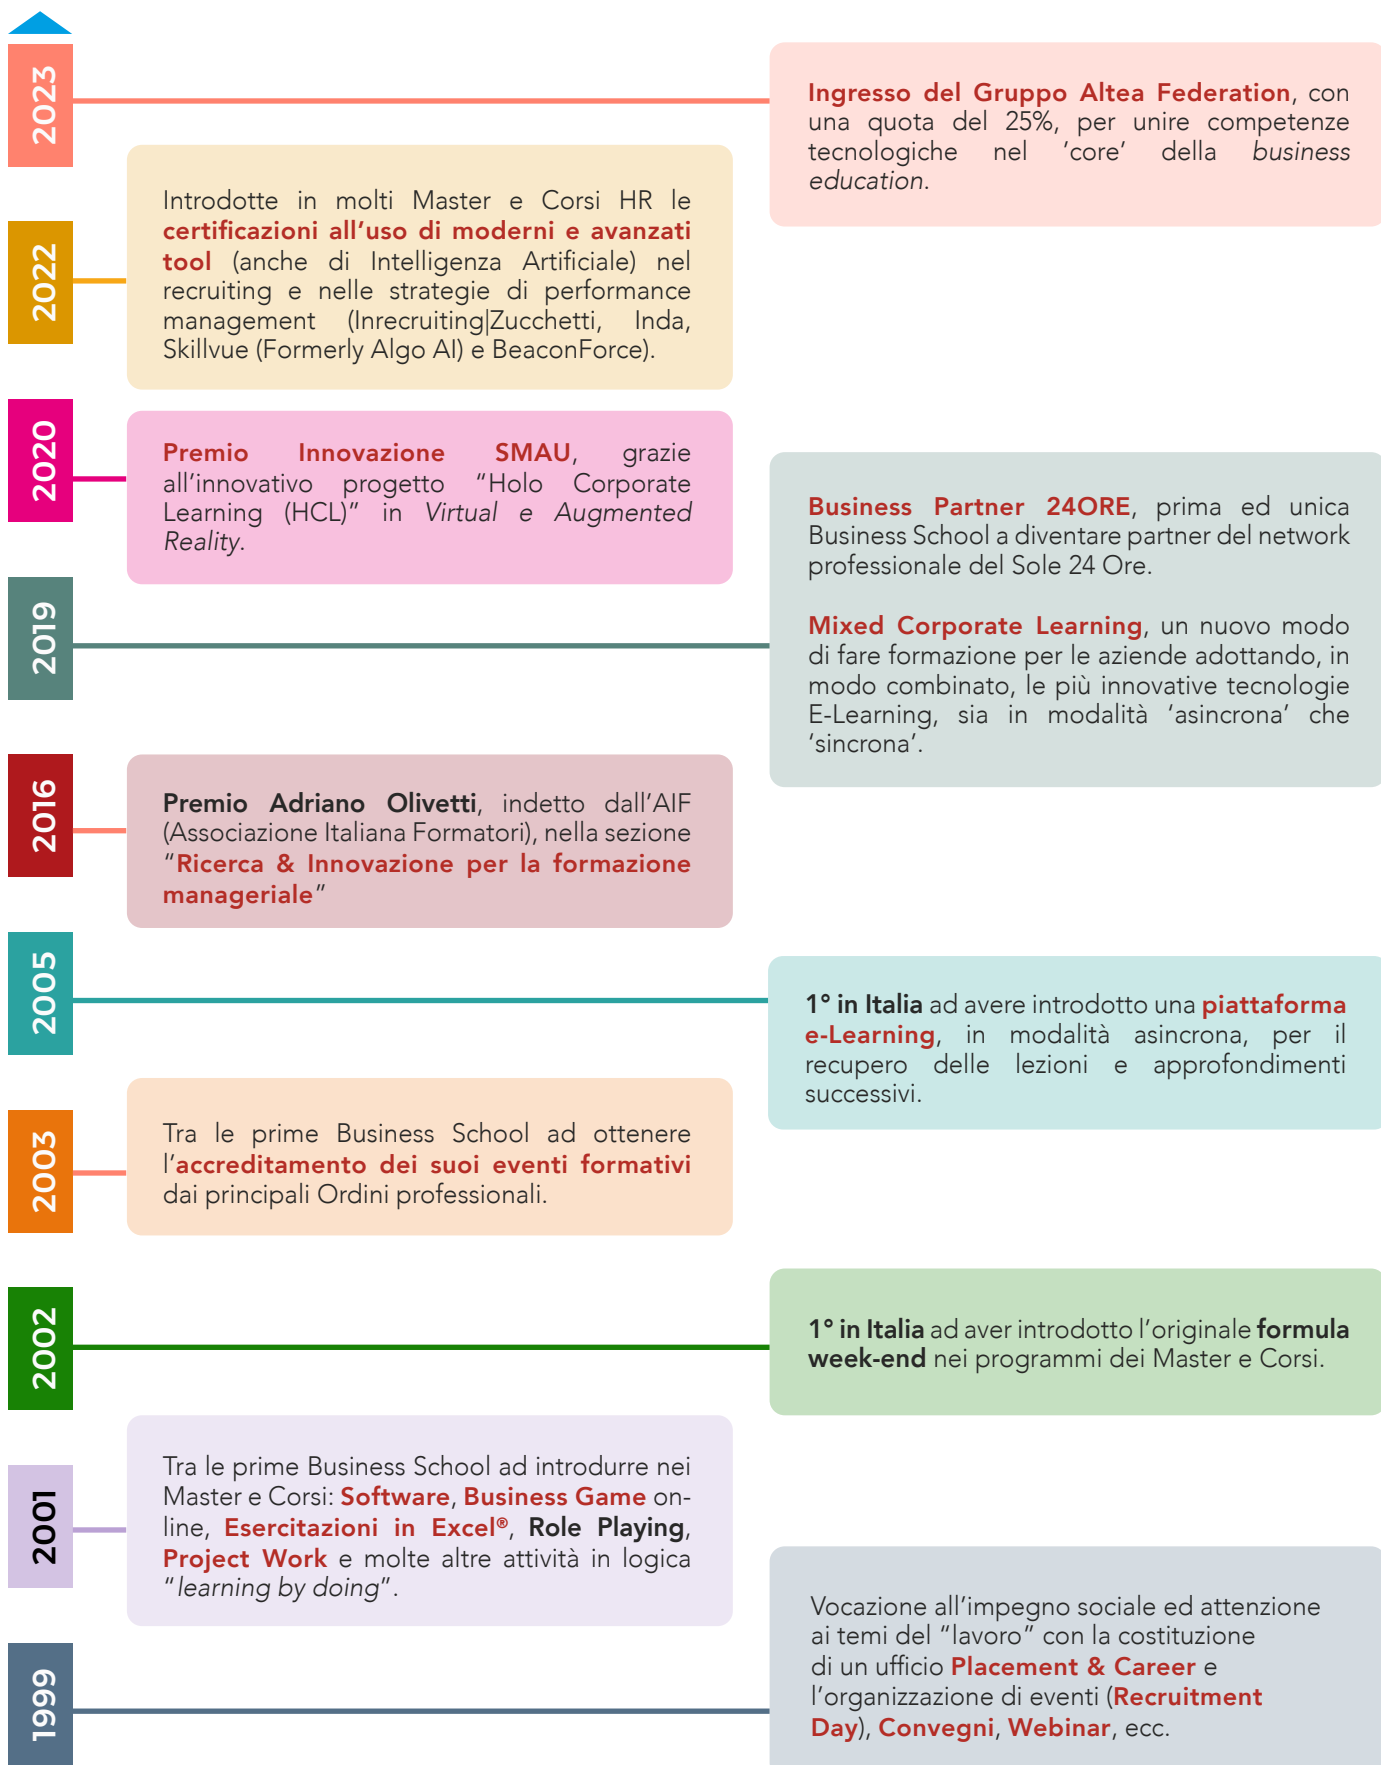 2023
Ingresso del Gruppo Altea Federation, con
una quota del 25%, per unire competenze
tecnologiche nel ‘core’ della business
education.
2022
Introdotte in molti Master e Corsi HR le
certificazioni all’uso di moderni e avanzati
tool (anche di Intelligenza Artificiale) nel
recruiting e nelle strategie di performance
management (Inrecruiting|Zucchetti, Inda,
Skillvue (Formerly Algo AI) e BeaconForce).
2020
Premio Innovazione SMAU, grazie
all’innovativo progetto “Holo Corporate
Learning (HCL)” in Virtual e Augmented
Reality.
2019
Business Partner 24ORE, prima ed unica
Business School a diventare partner del network
professionale del Sole 24 Ore.
Mixed Corporate Learning, un nuovo modo
di fare formazione per le aziende adottando, in
modo combinato, le più innovative tecnologie
E-Learning, sia in modalità ‘asincrona’ che
‘sincrona’.
2016
Premio Adriano Olivetti, indetto dall’AIF
(Associazione Italiana Formatori), nella sezione
“Ricerca & Innovazione per la formazione
manageriale”
2005
1° in Italia ad avere introdotto una piattaforma
e-Learning, in modalità asincrona, per il
recupero delle lezioni e approfondimenti
successivi.
2003
Tra le prime Business School ad ottenere
l’accreditamento dei suoi eventi formativi
dai principali Ordini professionali.
2002
1° in Italia ad aver introdotto l’originale formula
week-end nei programmi dei Master e Corsi.
2001
Tra le prime Business School ad introdurre nei
Master e Corsi: Software, Business Game on-
line, Esercitazioni in Excel®, Role Playing,
Project Work e molte altre attività in logica
“learning by doing”.
1999
Vocazione all’impegno sociale ed attenzione
ai temi del “lavoro” con la costituzione
di un ufficio Placement & Career e
l’organizzazione di eventi (Recruitment
Day), Convegni, Webinar, ecc.